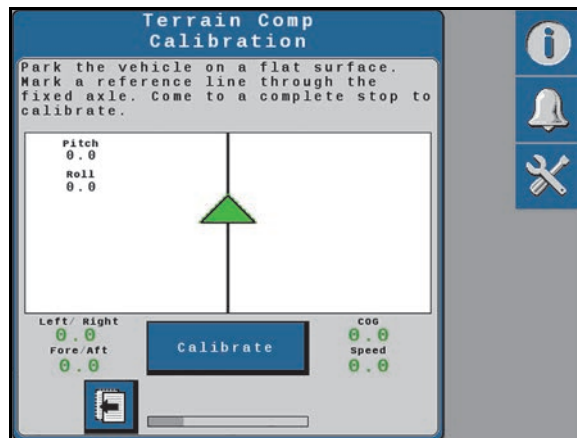 Terrain Comp
Calibration
Park the vehicle on a flat surface.
Mark a reference line through the
fixed axle. Come to a complete stop to
calibrate.
Pitch
0.0
Roll
0.0
Left/ Right
0.0
Fore/Aft
0.0
Calibrate
COG
0.0
Speed
0.0